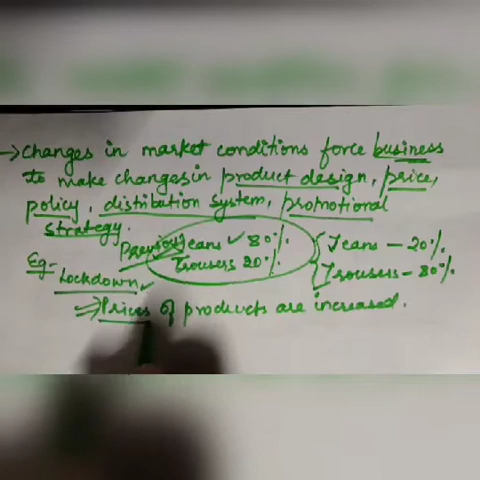 → Changes in market conditions force business
to make changes in product design, price,
policy, distibation system, promotional
strategy.
Previous Jeans ✓ 80%. { Jeans – 20%.
Trousers 20%. { Trousers – 80%.
Eg- Lockdown ✓
⇒ Prices of products are increased.